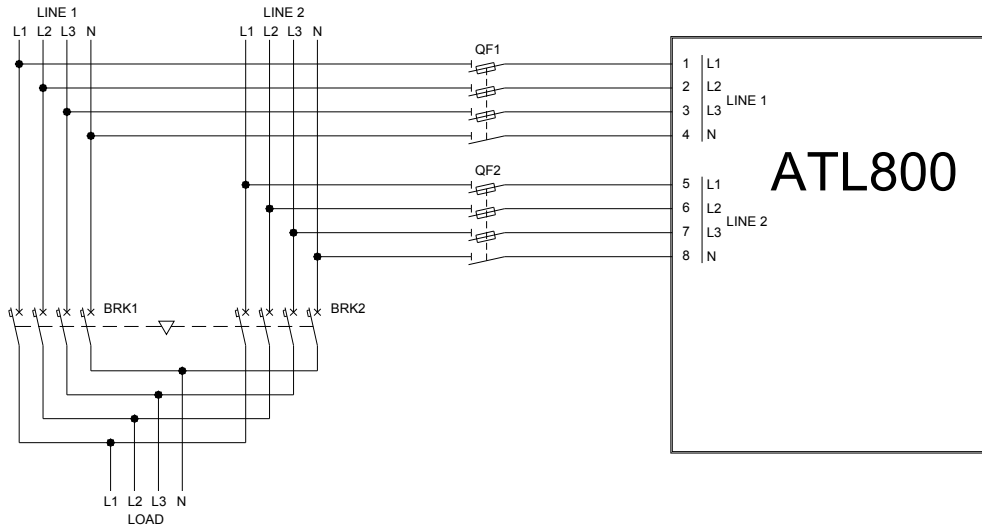 LINE 1
L1 L2 L3 N
LINE 2
L1 L2 L3 N
QF1
1 L1
2 L2
3 L3
4 N
LINE 1
QF2
5 L1
6 L2
7 L3
8 N
LINE 2
ATL800
BRK1
BRK2
L1 L2 L3 N
LOAD